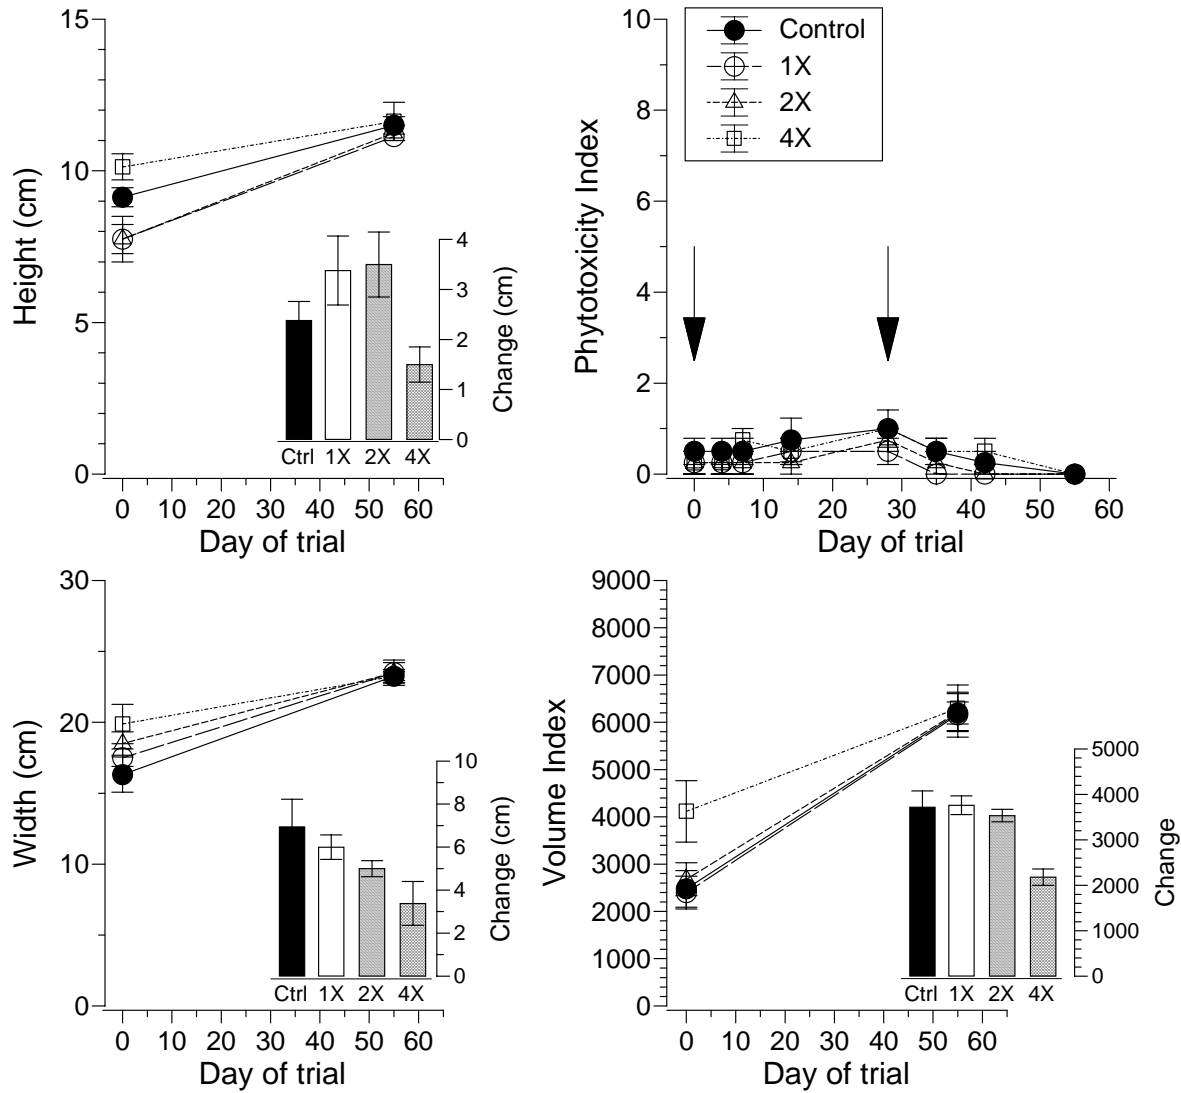 15
10
5
0
Height (cm)
4
3
2
1
0
Change (cm)
Ctrl 1X 2X 4X
0 10 20 30 40 50 60
Day of trial
10
8
6
4
2
0
Phytotoxicity Index
Control
1X
2X
4X
0 10 20 30 40 50 60
Day of trial
30
20
10
0
Width (cm)
10
8
6
4
2
0
Change (cm)
Ctrl 1X 2X 4X
0 10 20 30 40 50 60
Day of trial
9000
8000
7000
6000
5000
4000
3000
2000
1000
0
Volume Index
5000
4000
3000
2000
1000
0
Change
Ctrl 1X 2X 4X
0 10 20 30 40 50 60
Day of trial